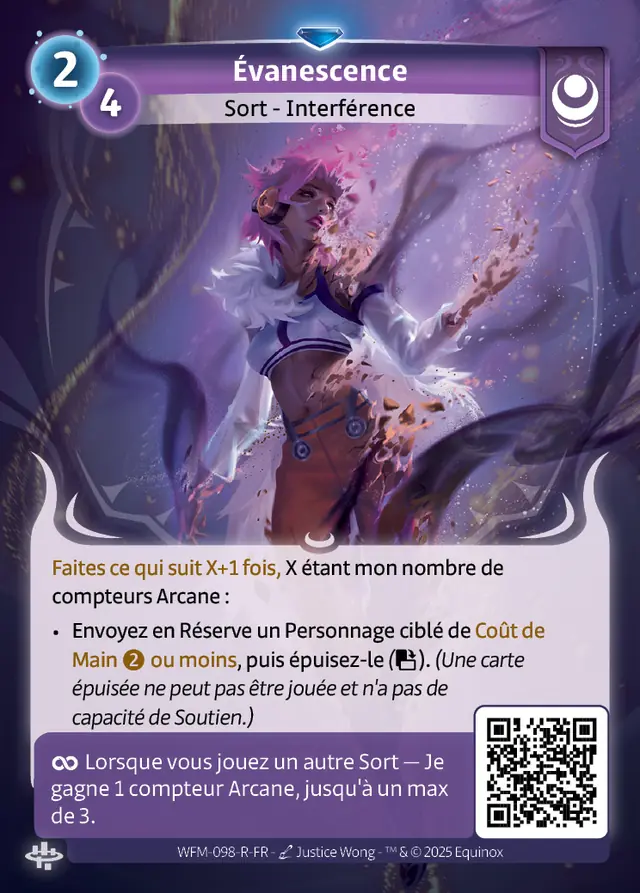 2
Évanescence
4
Sort - Interférence
Faites ce qui suit X+1 fois, X étant mon nombre de
compteurs Arcane :
• Envoyez en Réserve un Personnage ciblé de Coût de
Main 2 ou moins, puis épuisez-le (). (Une carte
épuisée ne peut pas être jouée et n'a pas de
capacité de Soutien.)
∞ Lorsque vous jouez un autre Sort — Je
gagne 1 compteur Arcane, jusqu'à un max
de 3.
WFM-098-R-FR - Justice Wong - ™ & © 2025 Equinox